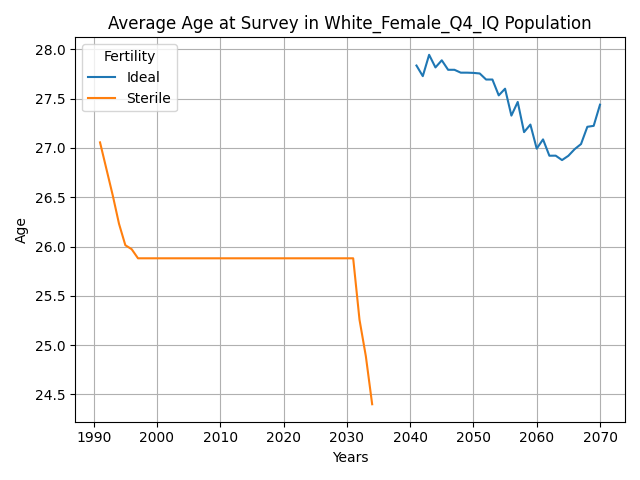 Average Age at Survey in White_Female_Q4_IQ Population
Fertility
Ideal
Sterile
28.0
27.5
27.0
26.5
26.0
25.5
25.0
24.5
Age
1990 2000 2010 2020 2030 2040 2050 2060 2070
Years